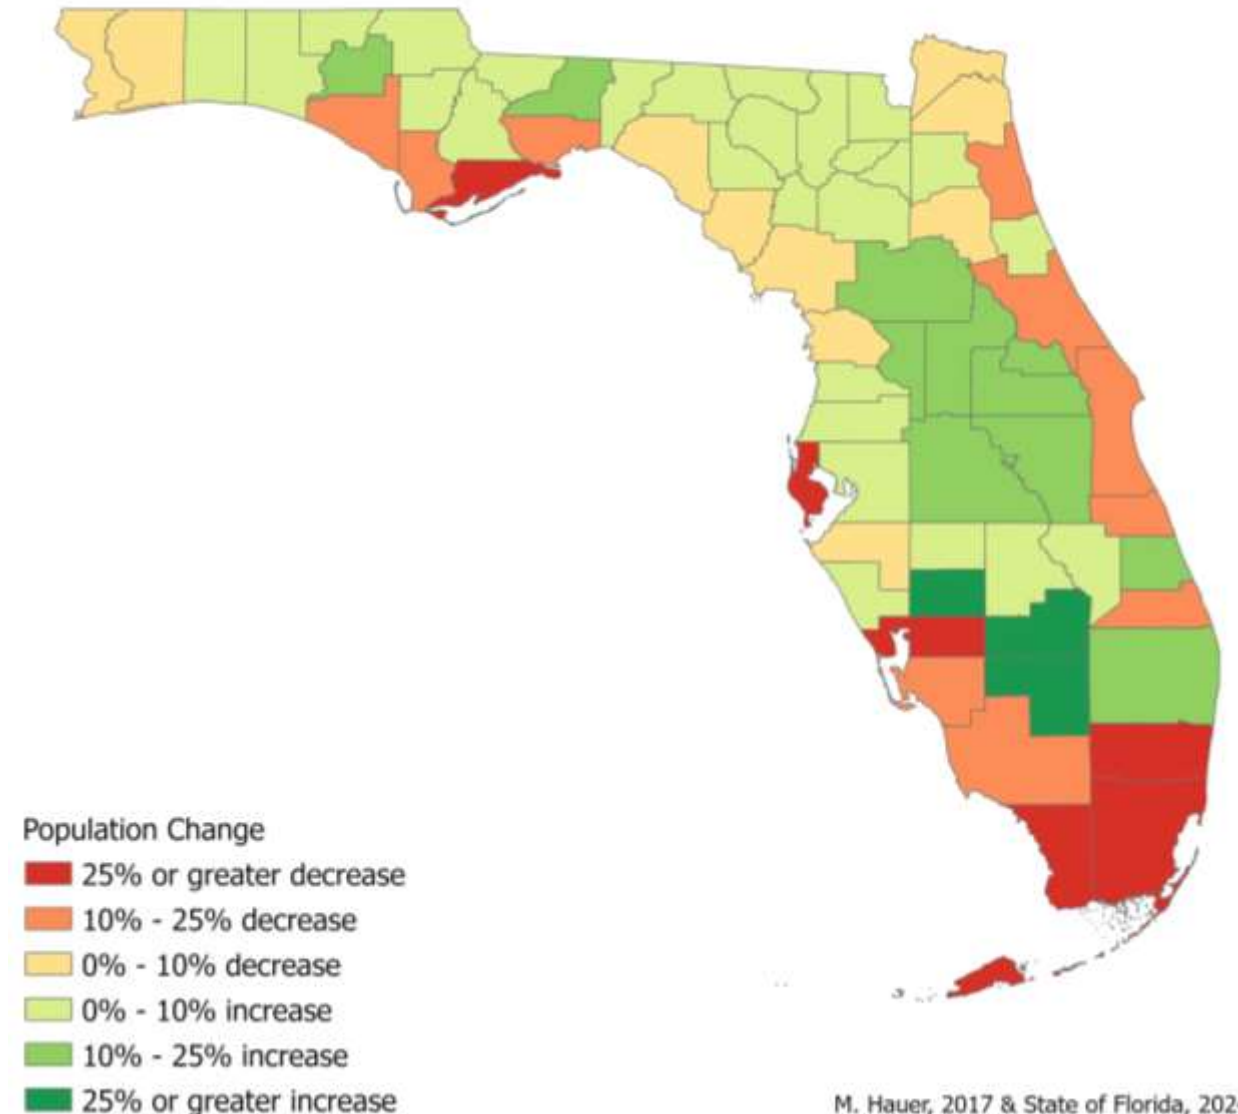 Population Change
25% or greater decrease
10% - 25% decrease
0% - 10% decrease
0% - 10% increase
10% - 25% increase
25% or greater increase
M. Hauer, 2017 & State of Florida,